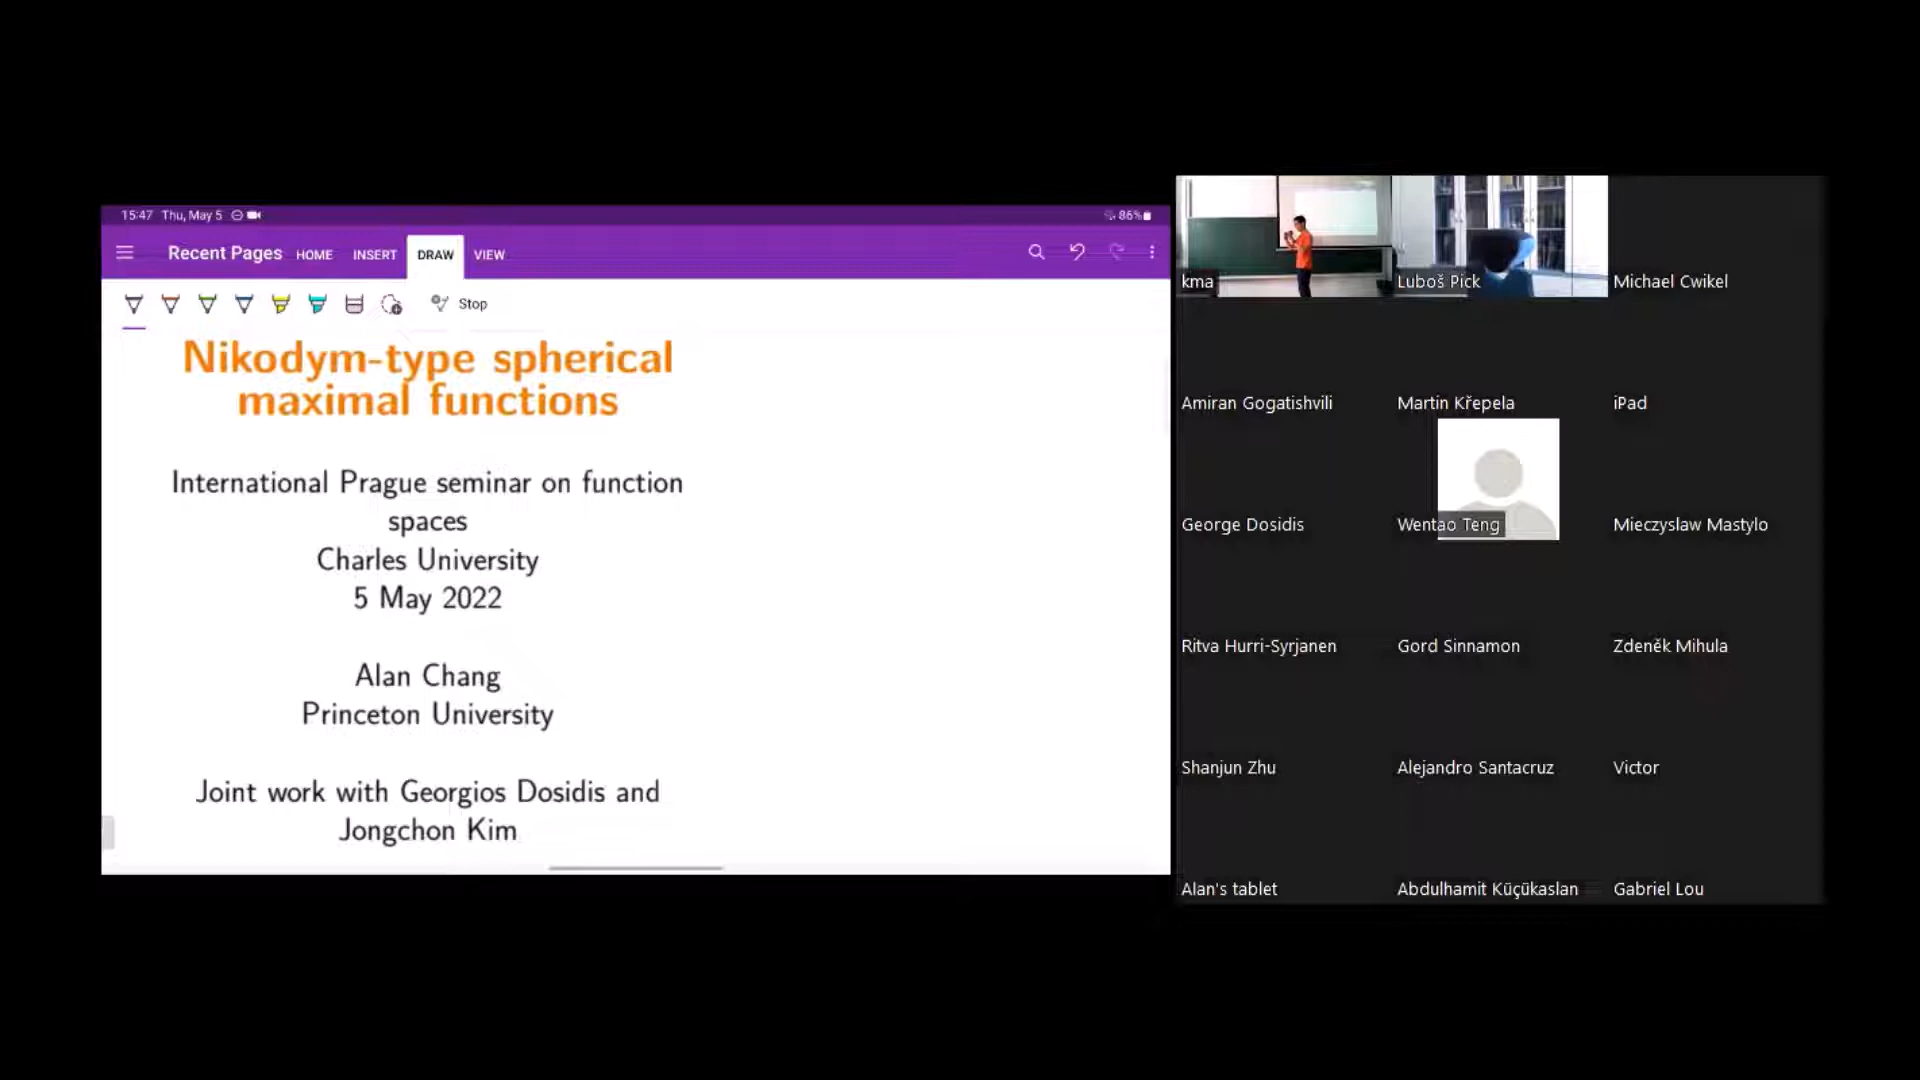 15:47 Thu, May 5
86%
Recent Pages HOME INSERT DRAW VIEW
Stop
Nikodym-type spherical
maximal functions
International Prague seminar on function
spaces
Charles University
5 May 2022
Alan Chang
Princeton University
Joint work with Georgios Dosidis and
Jongchon Kim
kma Luboš Pick Michael Cwikel
Amiran Gogatishvili Martin Křepela iPad
George Dosidis Wentao Teng Mieczyslaw Mastylo
Ritva Hurri-Syrjanen Gord Sinnamon Zdeněk Mihula
Shanjun Zhu Alejandro Santacruz Victor
Alan's tablet Abdulhamit Küçükaslan Gabriel Lou